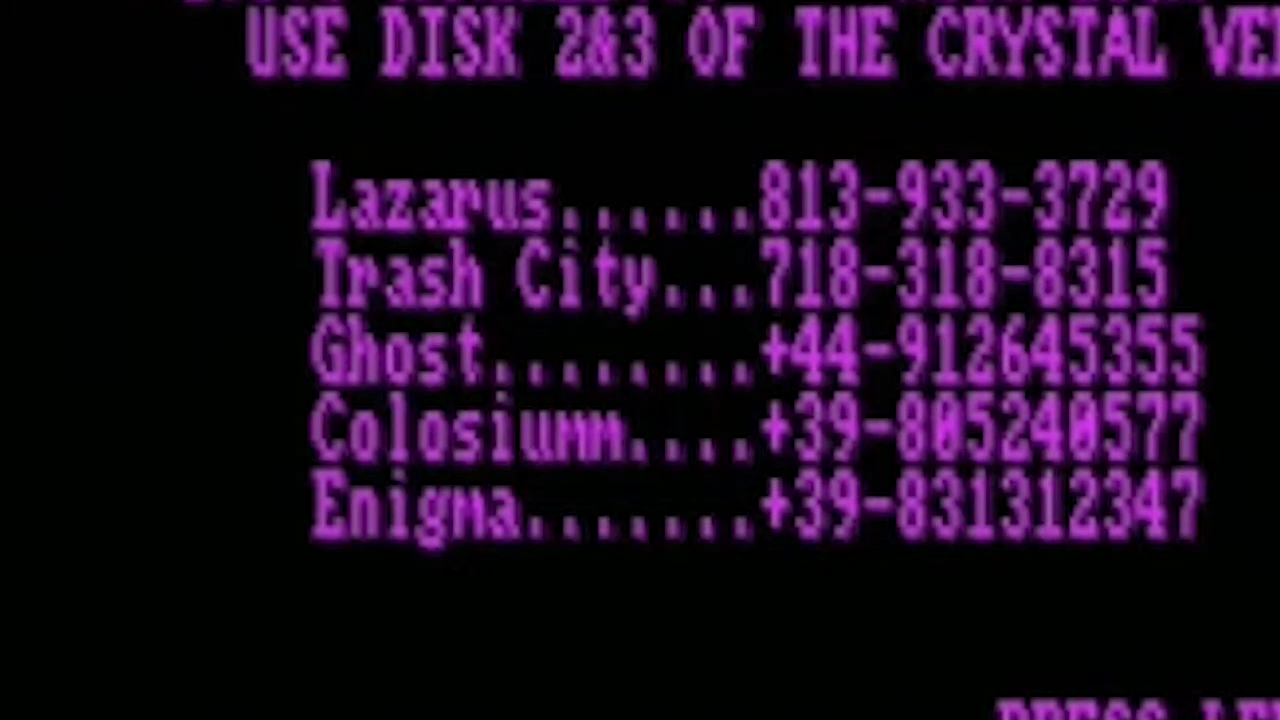 USE DISK 2&3 OF THE CRYSTAL
Lazarus......813-933-3729
Trash City...718-318-8315
Ghost........+44-912645355
Colosiumm....+39-805240577
Enigma.......+39-831312347
PRESS